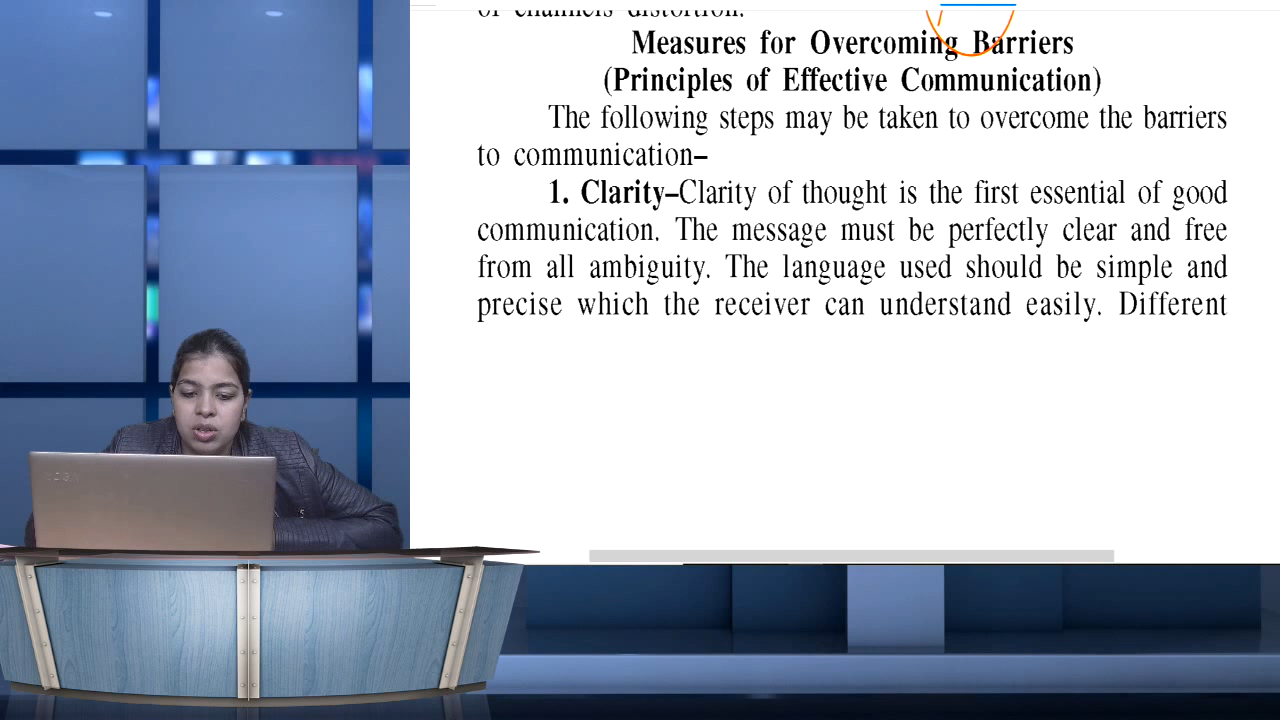 of channels distortion.
Measures for Overcoming Barriers
(Principles of Effective Communication)
The following steps may be taken to overcome the barriers
to communication–
1. Clarity–Clarity of thought is the first essential of good
communication. The message must be perfectly clear and free
from all ambiguity. The language used should be simple and
precise which the receiver can understand easily. Different